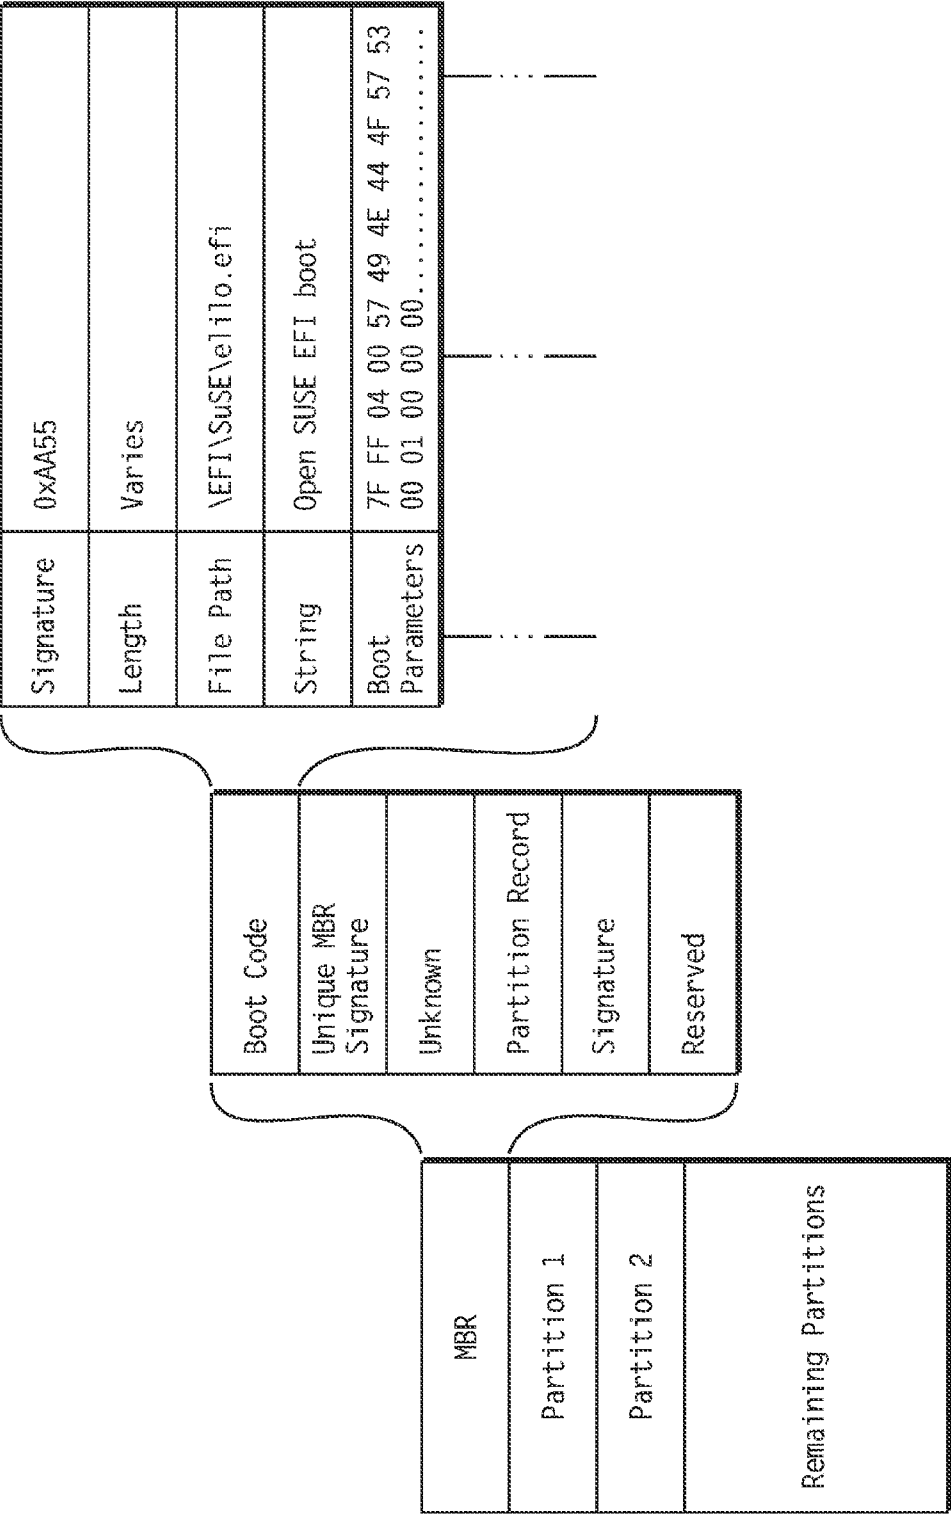 MBR
Partition 1
Partition 2
Remaining Partitions
Boot Code
Unique MBR
Signature
Unknown
Partition Record
Signature
Reserved
Signature 0xAA55
Length Varies
File Path \EFI\SuSE\elilo.efi
String Open SUSE EFI boot
Boot 7F FF 04 00 57 49 4E 44 4F 57 53
Parameters 00 01 00 00 00 00..................